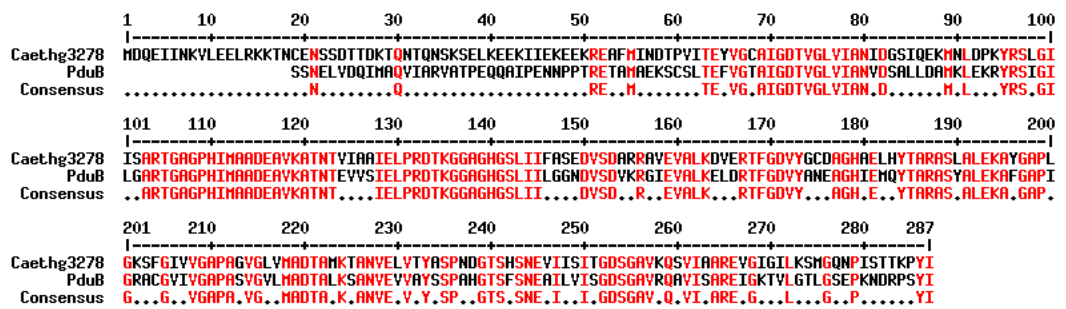 1 10 20 30 40 50 60 70 80 90 100
Caethg3278 MDQEIINKVLEELRKKTNCENSSDTTDKTQNTQNSKSELKEEKIIEKEEKREAFMINDTPVITEYVGCAIGDTVGLVIANIDGSIQEKMNLDPKYRSLGI
PduB SSNELVDQIMAQVIARVATPEQQAIPENNPPTRETAMAEKSCSLTEFVGTAIGDTVGLVIANVDSALLDAMKLEKRYRSIGI
Consensus ....................N........Q....................RE..M.......TE.VG.AIGDTVGLVIAN.D......M.L...YRS.GI
101 110 120 130 140 150 160 170 180 190 200
Caethg3278 ISARTGAGPHIMAADEAVKATNTVIAAIELPRDTKGGAGHGSLIIFASEDVSDARRAVEVALKDVERTFGDVYGCDAGHAELHYTARASLALEKAYGAPL
PduB LGARTGAGPHIMAADEAVKATNTEVVSIELPRDTKGGAGHGSLIILGGNDVSDVKRGIEVALKELDRTFGDVYANEAGHIEMQYTARASYALEKAFGAPI
Consensus ..ARTGAGPHIMAADEAVKATNT....IELPRDTKGGAGHGSLII....DVSD..R..EVALK...RTFGDVY...AGH.E..YTARAS.ALEKA.GAP.
201 210 220 230 240 250 260 270 280 287
Caethg3278 GKSFGIVVGAPAGVGLVMADTAMKTANVELVTYASPNDGTSHSNEVIISITGDSGAVKQSVIAAREVGIGILKSMGQNPISTTKPYI
PduB GRACGVIVGAPASVGVLMADTALKSANVEVVAYSSPAHGTSFSNEAILVISGDSGAVRQAVISAREIGKTVLGTLGSEPKNDRPSYI
Consensus G...G..VGAPA.VG..MADTA.K.ANVE.V.Y.SP..GTS.SNE.I..I.GDSGAV.Q.VI.ARE.G...L...G..P......YI